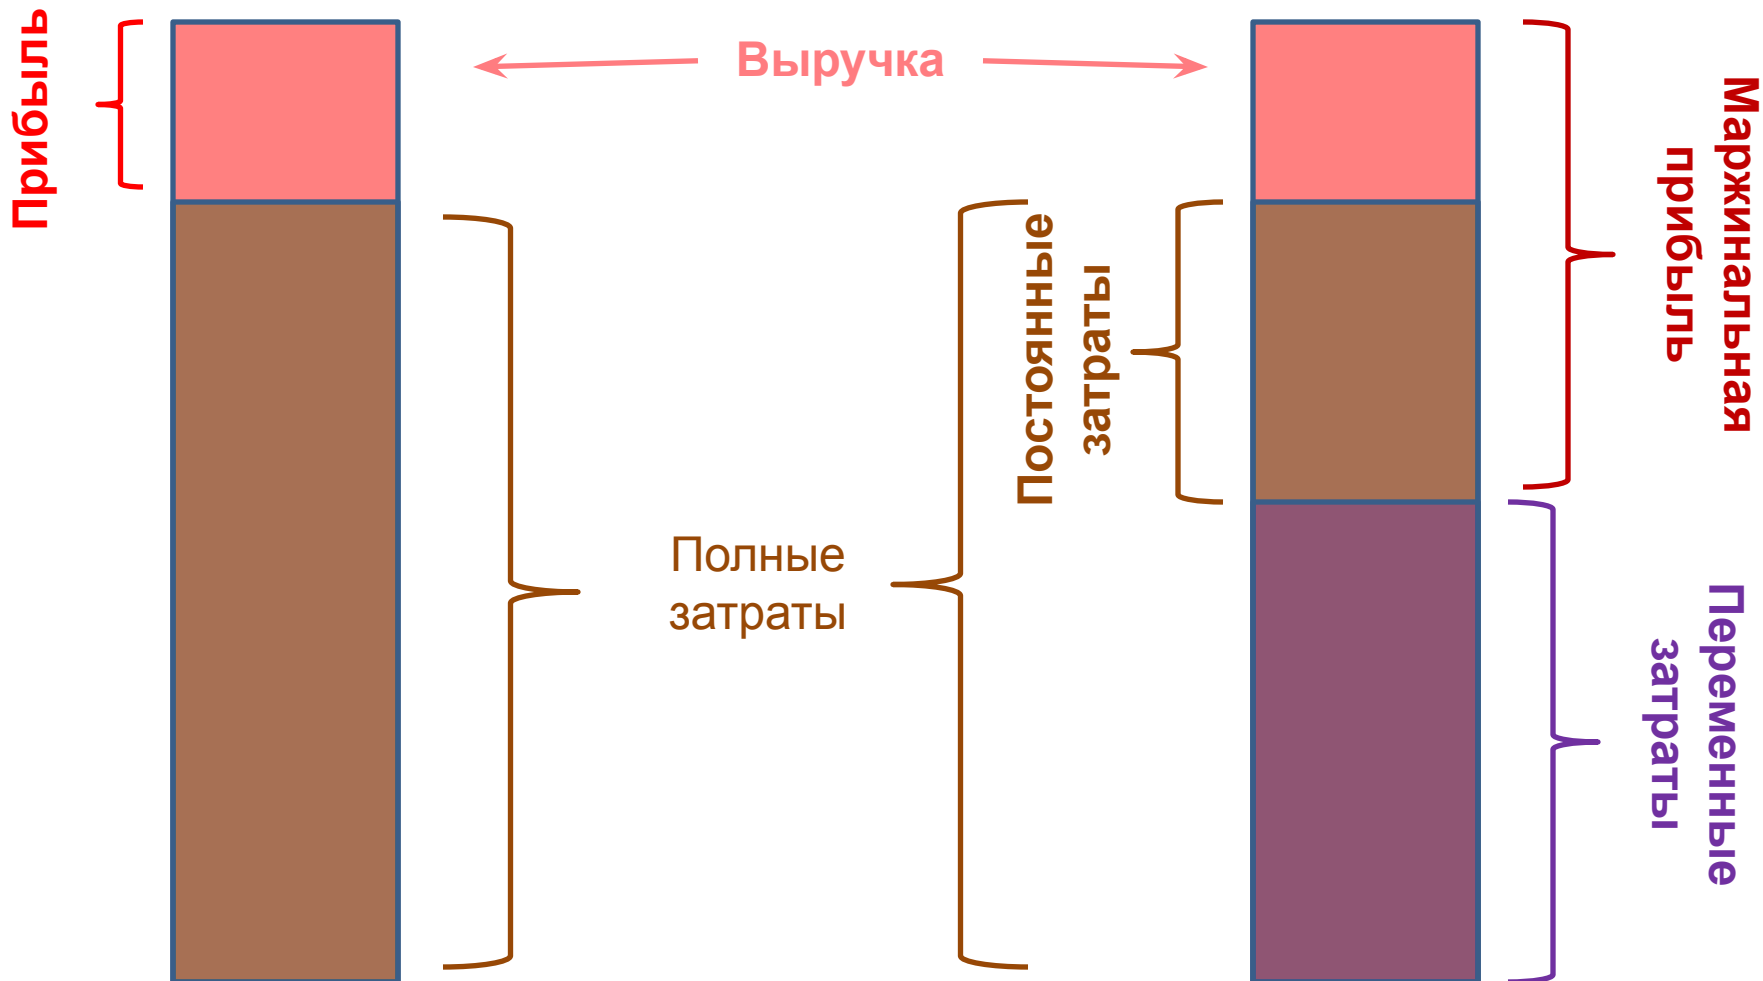 Прибыль
Выручка
Маржинальная
прибыль
Постоянные
затраты
Полные
затраты
Переменные
затраты